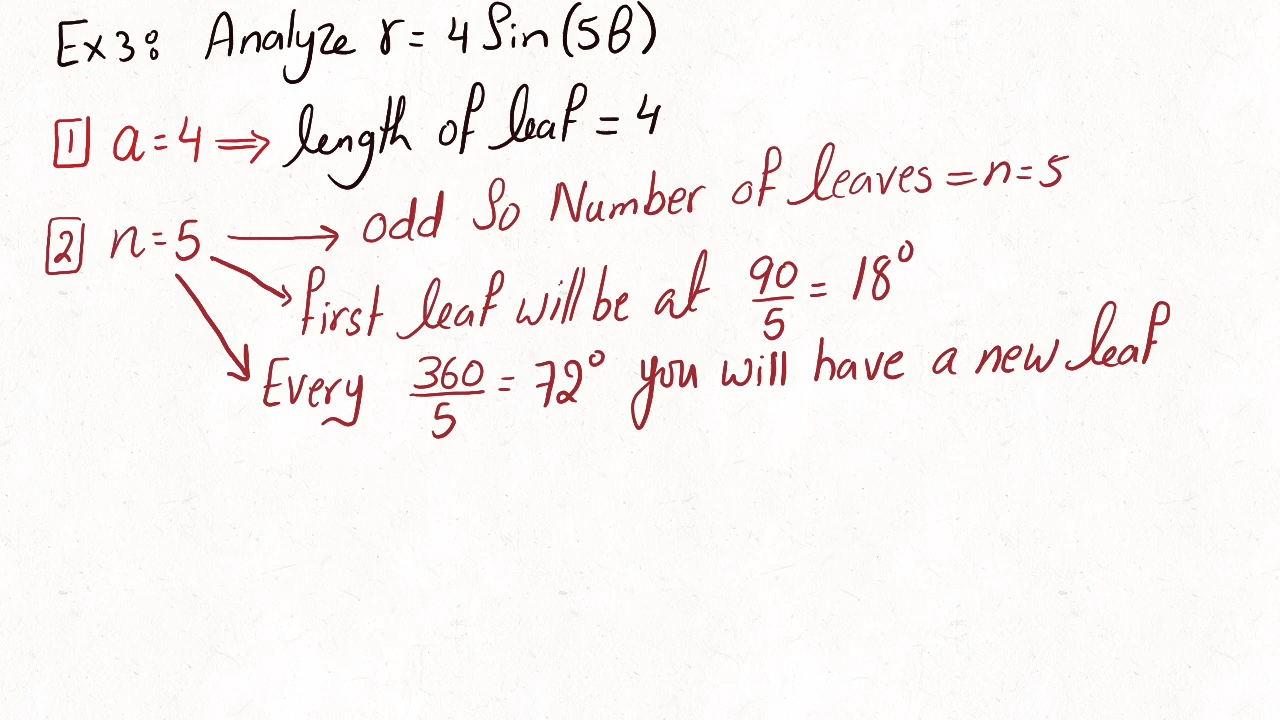 Ex3: Analyze r = 4 Sin(5θ)
1 a = 4 ⇒ length of leaf = 4
2 n = 5 → odd So Number of leaves = n = 5
first leaf will be at 90/5 = 18°
Every 360/5 = 72° you will have a new leaf